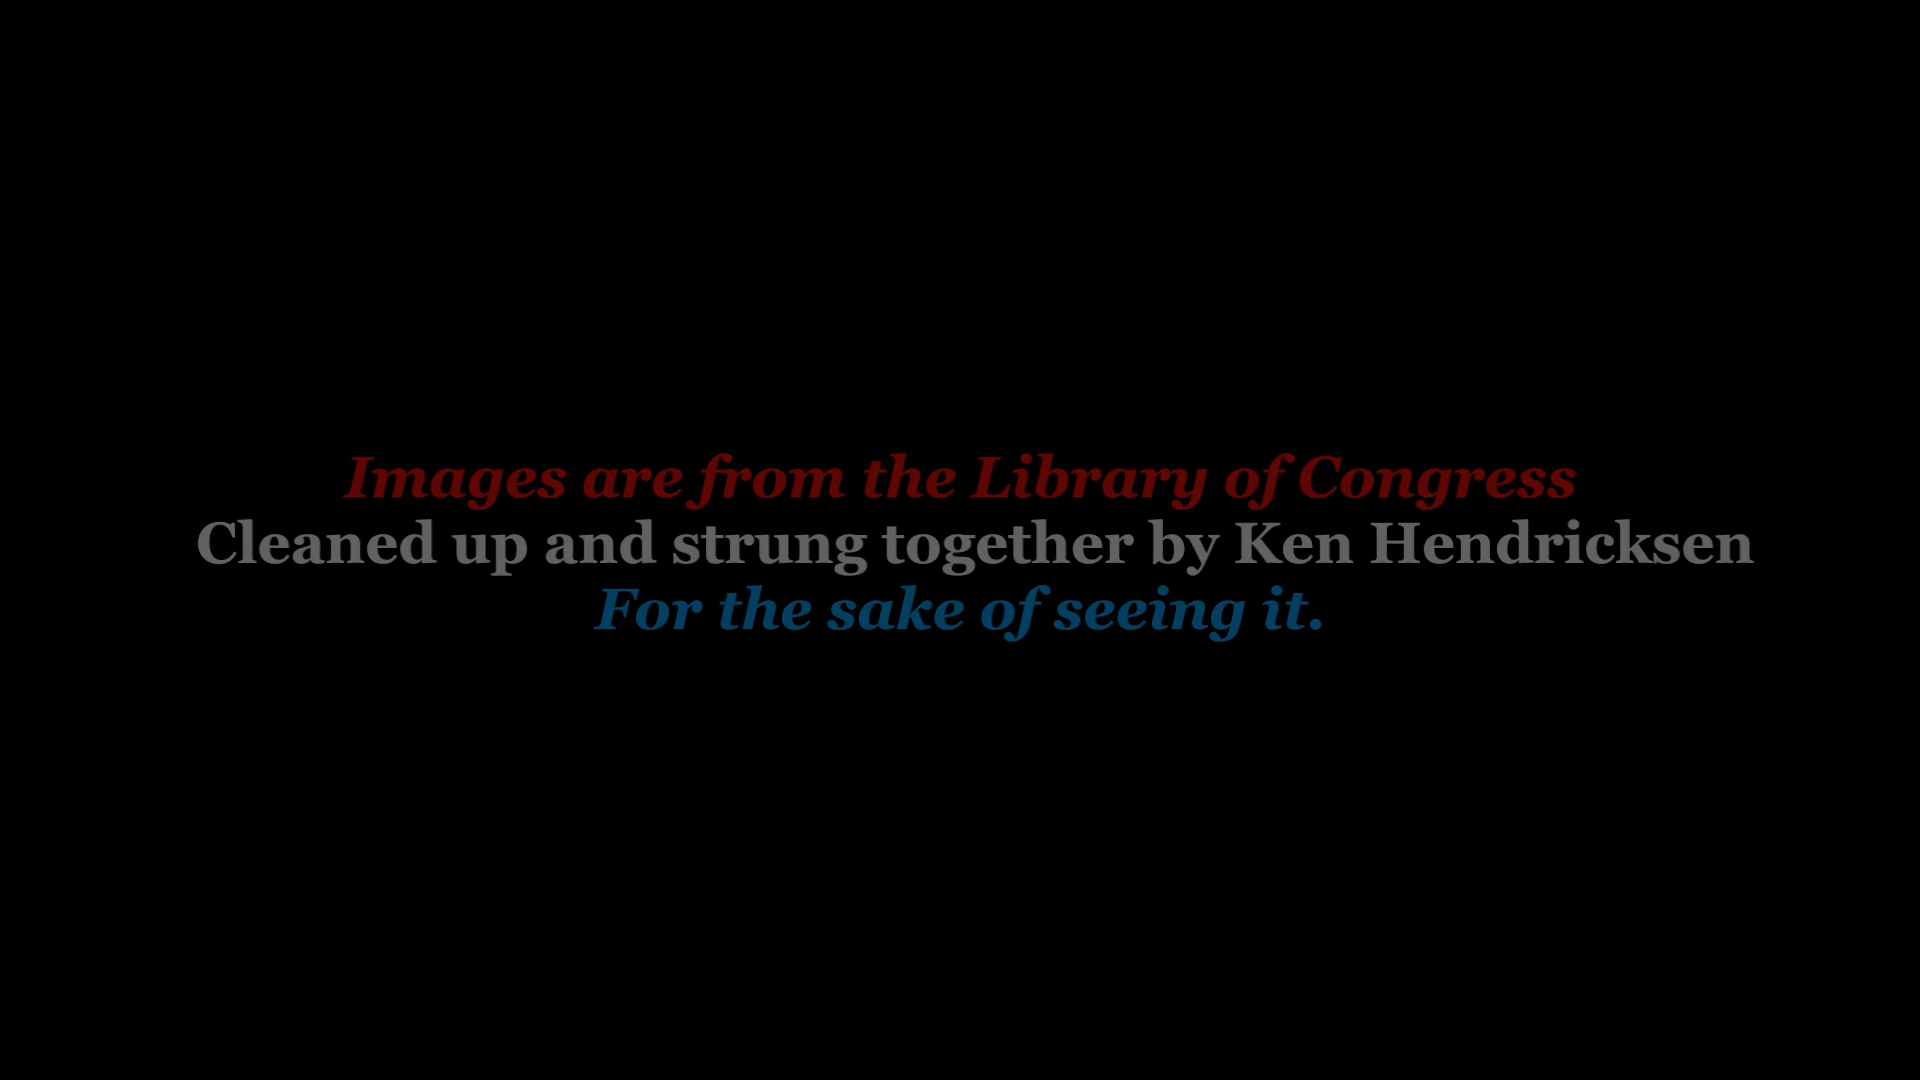 Images are from the Library of Congress
Cleaned up and strung together by Ken Hendricksen
For the sake of seeing it.